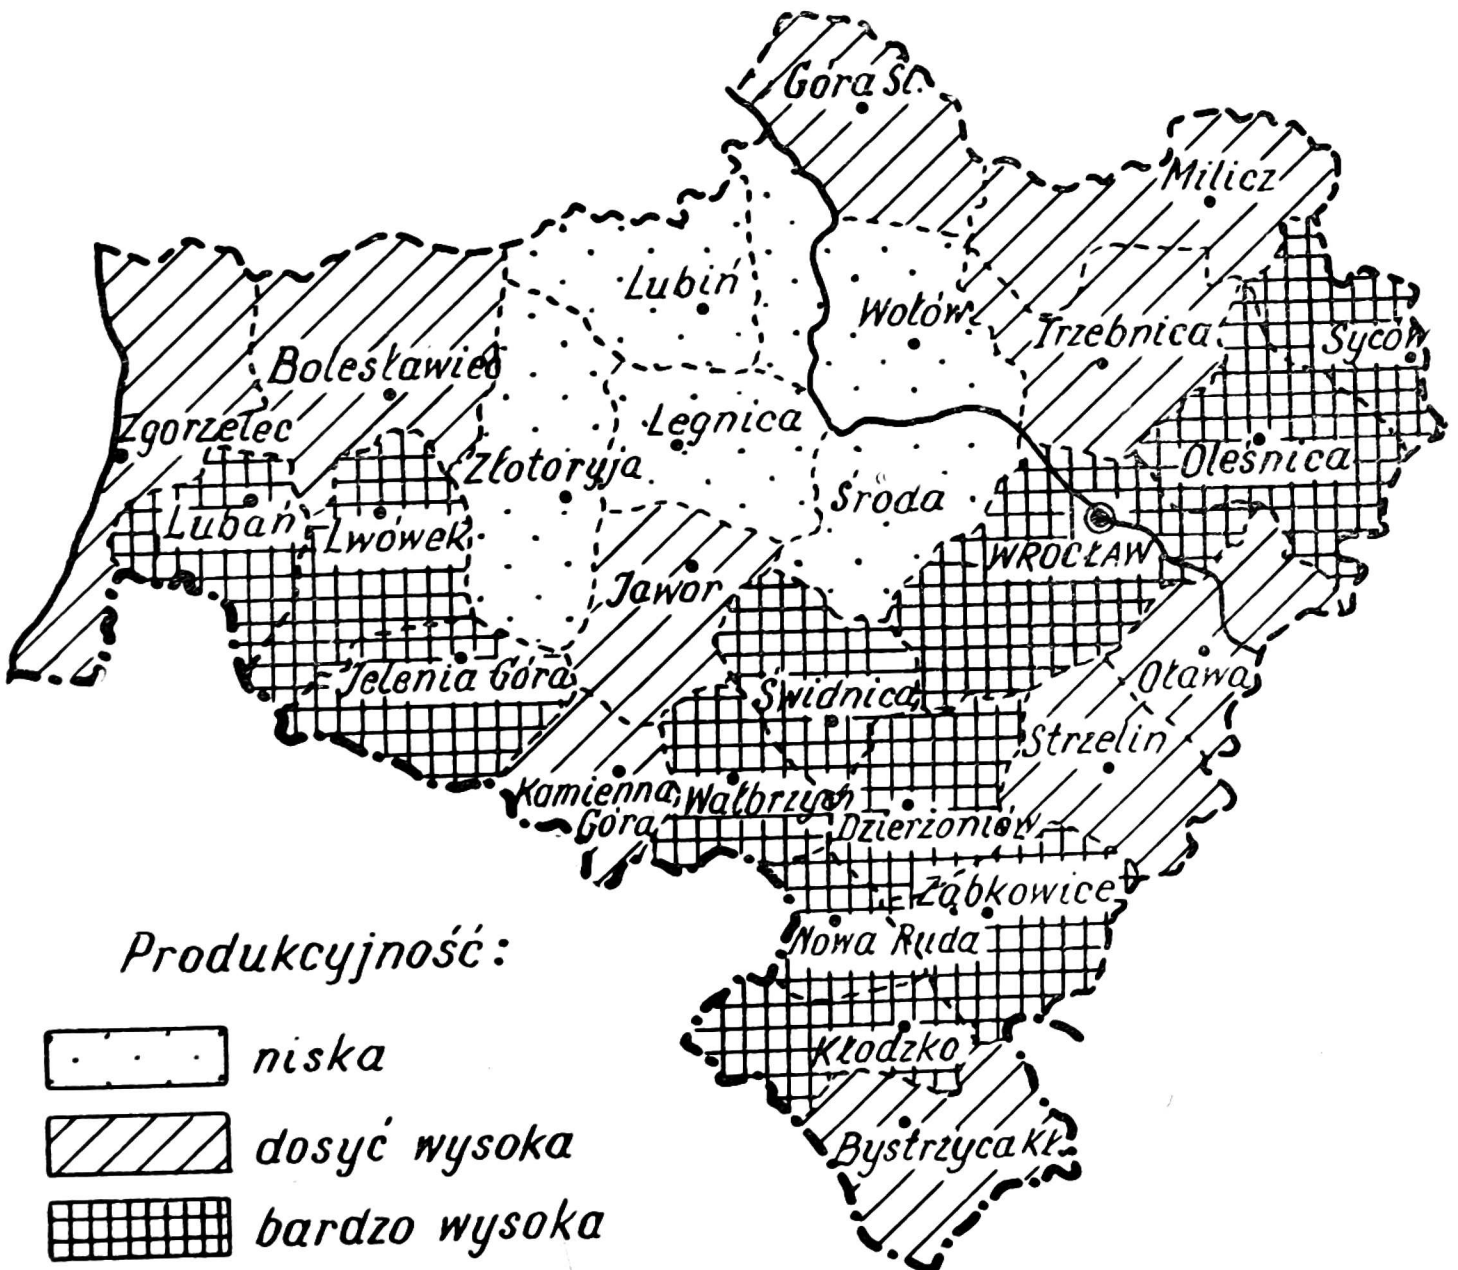 Góra Śl.
Milicz
Lubiń
Wołów
Trzebnica
Syców
Bolesławiec
Zgorzelec
Legnica
Oleśnica
Złotoryja
Środa
Lubań
Lwówek
WROCŁAW
Jawor
Jelenia Góra
Świdnica
Oława
Strzelin
Kamienna
Góra
Wałbrzych
Dzierżoniów
Ząbkowice
Nowa Ruda
Kłodzko
Bystrzyca Kł.
Produkcyjność:
niska
dosyć wysoka
bardzo wysoka